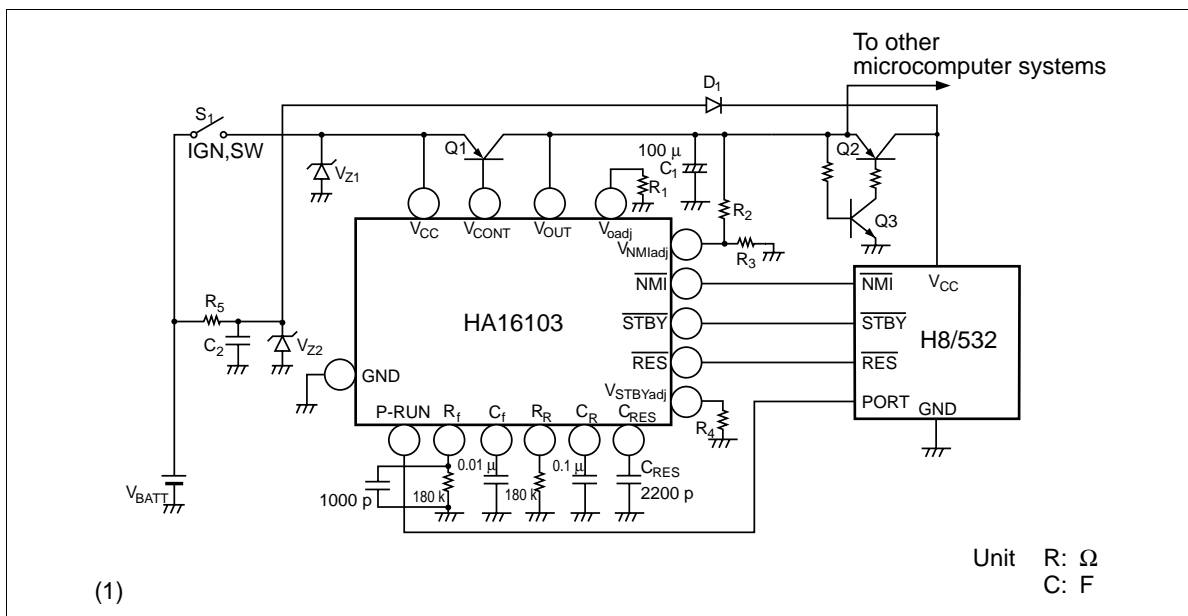 To other
microcomputer systems
D1
S1
IGN,SW
VZ1
Q1
100 μ
C1
R1
R2
Q2
Q3
VCC
VCONT
VOUT
Voadj
VNMIadj
R3
NMI
NMI
VCC
R5
C2
VZ2
HA16103
STBY
STBY
H8/532
RES
RES
GND
VSTBYadj
R4
PORT
GND
P-RUN
Rf
Cf
RR
CR
CRES
0.01 μ
0.1 μ
CRES
2200 p
1000 p
180 k
180 k
VBATT
Unit R: Ω
C: F
(1)